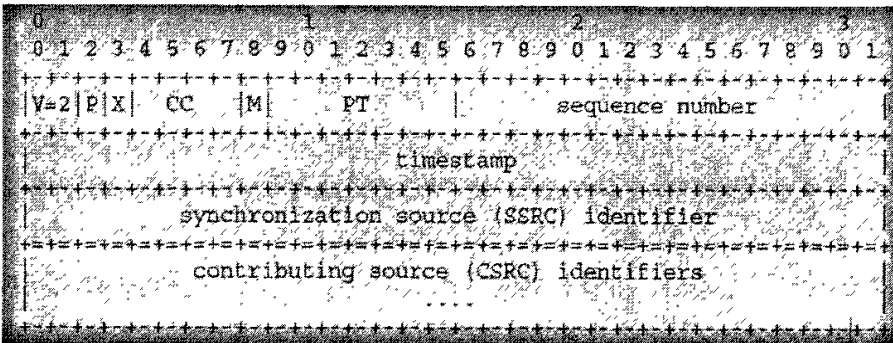 0 1 2 3
0 1 2 3 4 5 6 7 8 9 0 1 2 3 4 5 6 7 8 9 0 1 2 3 4 5 6 7 8 9 0 1
+-+-+-+-+-+-+-+-+-+-+-+-+-+-+-+-+-+-+-+-+-+-+-+-+-+-+-+-+-+-+-+-+
|V=2|P|X| CC |M| PT | sequence number |
+-+-+-+-+-+-+-+-+-+-+-+-+-+-+-+-+-+-+-+-+-+-+-+-+-+-+-+-+-+-+-+-+
| timestamp |
+-+-+-+-+-+-+-+-+-+-+-+-+-+-+-+-+-+-+-+-+-+-+-+-+-+-+-+-+-+-+-+-+
| synchronization source (SSRC) identifier |
+=+=+=+=+=+=+=+=+=+=+=+=+=+=+=+=+=+=+=+=+=+=+=+=+=+=+=+=+=+=+=+=+
| contributing source (CSRC) identifiers |
| .... |
+-+-+-+-+-+-+-+-+-+-+-+-+-+-+-+-+-+-+-+-+-+-+-+-+-+-+-+-+-+-+-+-+